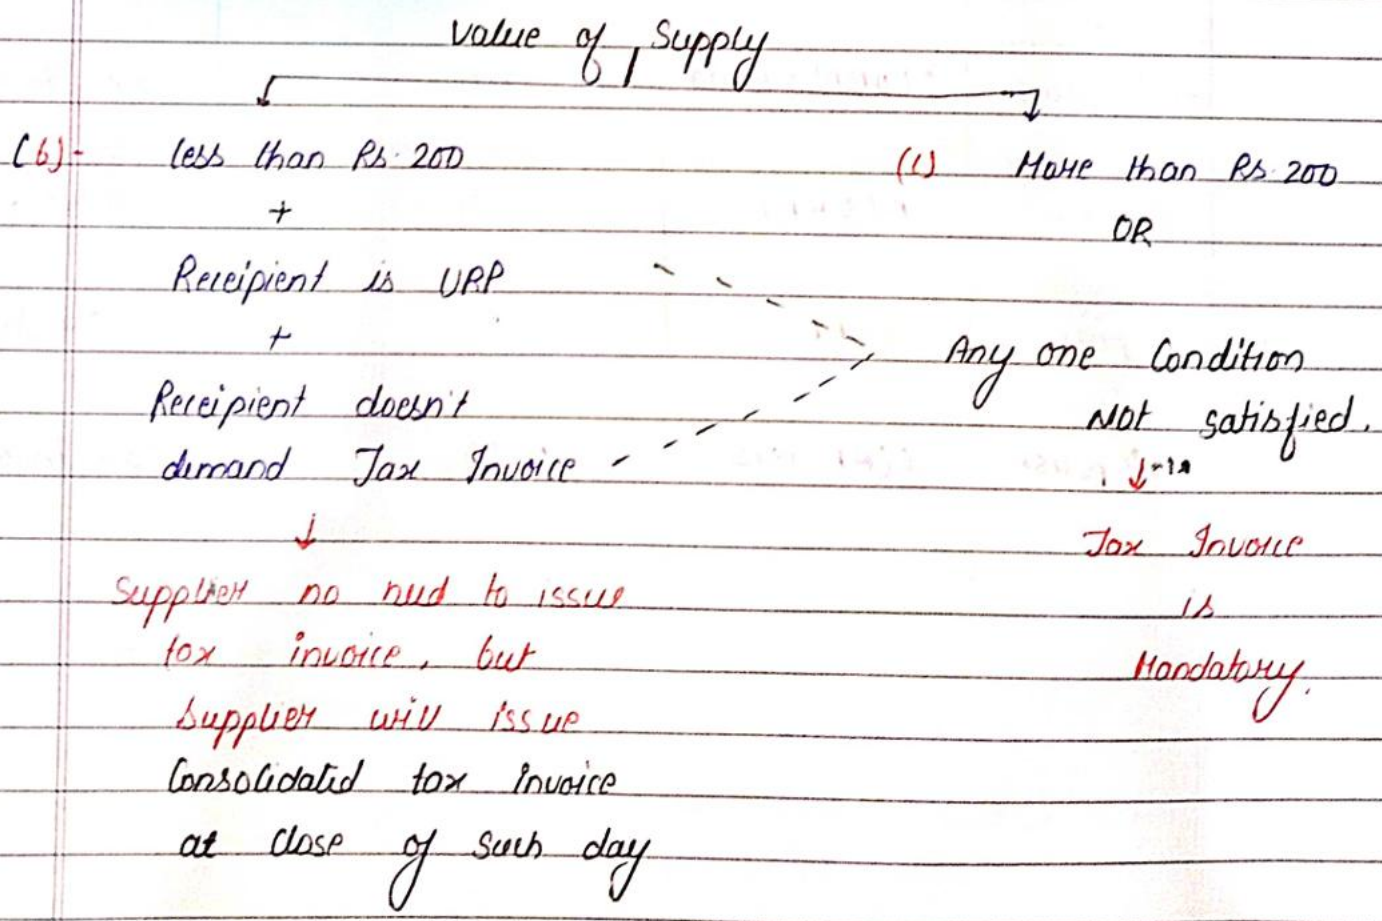 Value of Supply
(b)- less than Rs. 200
+
Receipient is URP
+
Receipient doesn't
demand Tax Invoice
↓
Supplier no need to issue
tax invoice, but
supplier will issue
Consolidated tax invoice
at close of such day
(c) More than Rs. 200
OR
Any one Condition
Not satisfied.
↓
Tax Invoice
is
Mandatory.